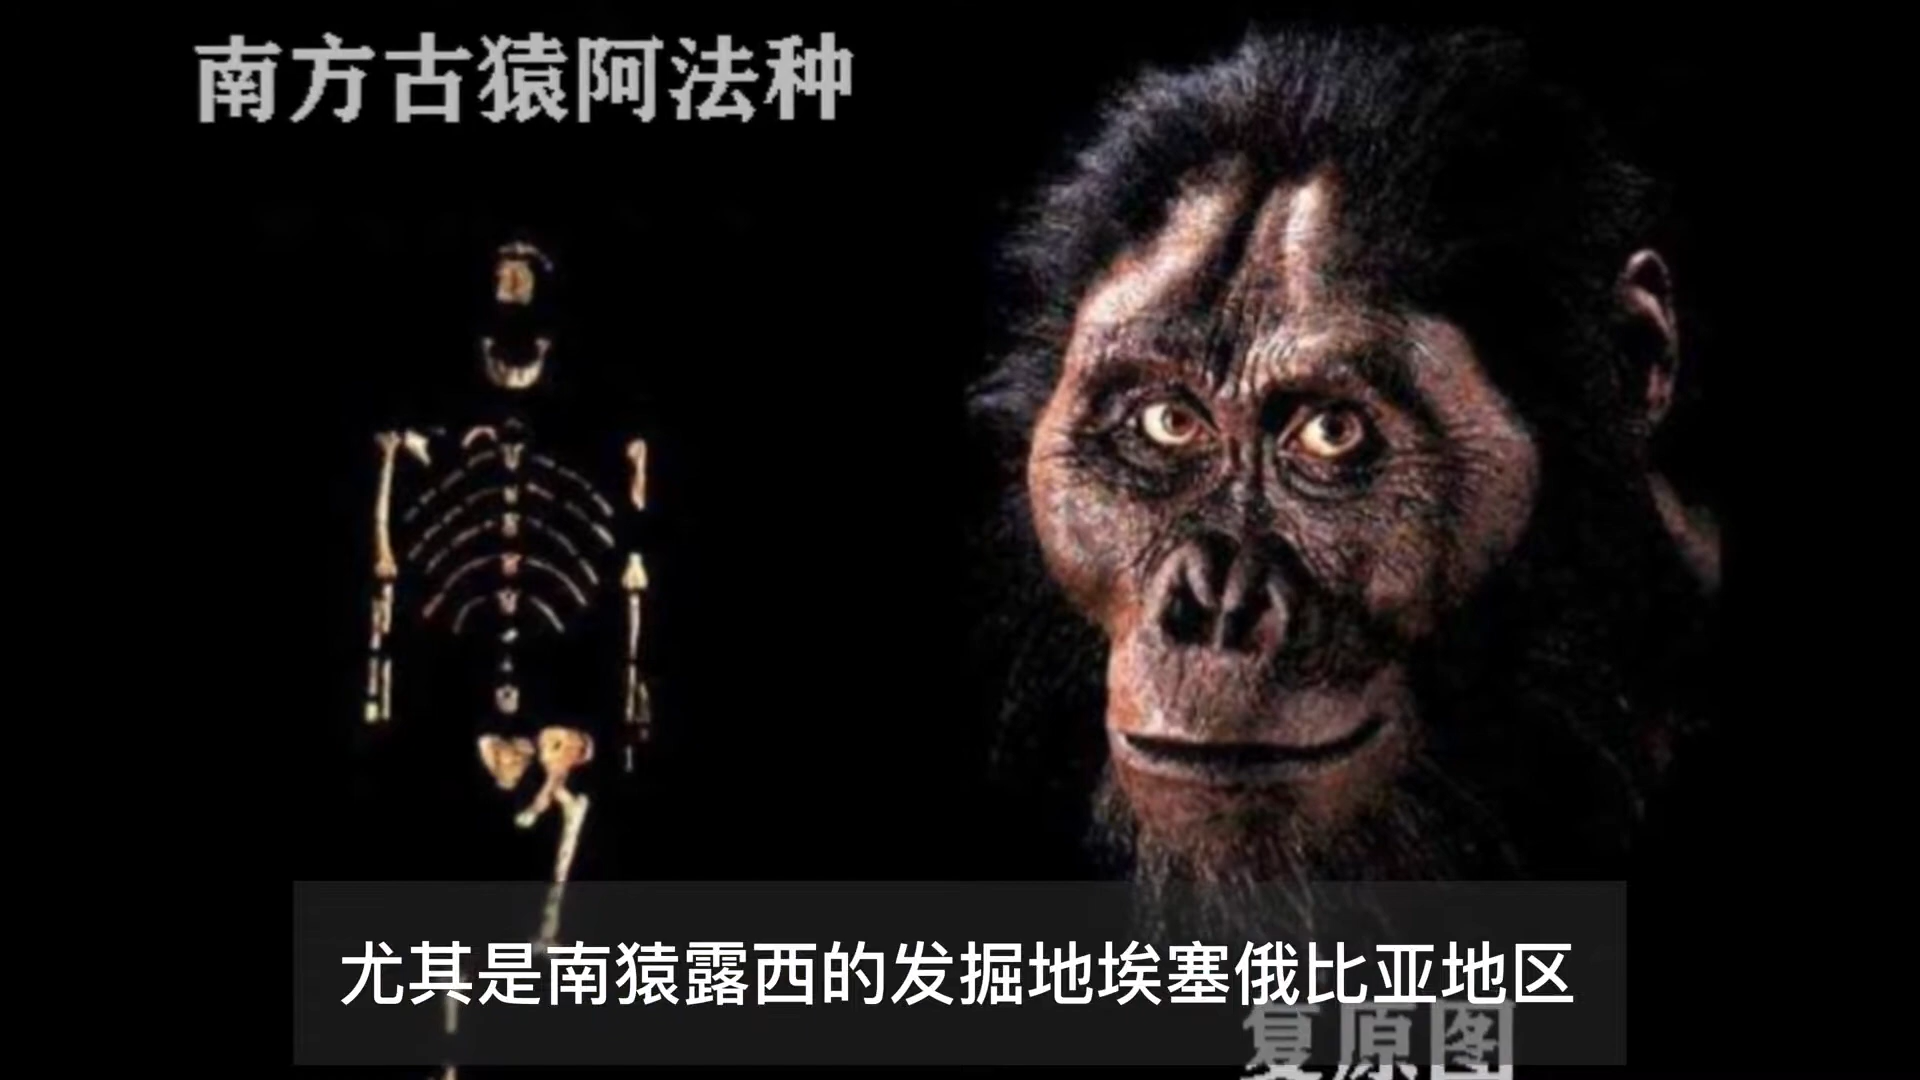 南方古猿阿法种
尤其是南猿露西的发掘地埃塞俄比亚地区
复原图